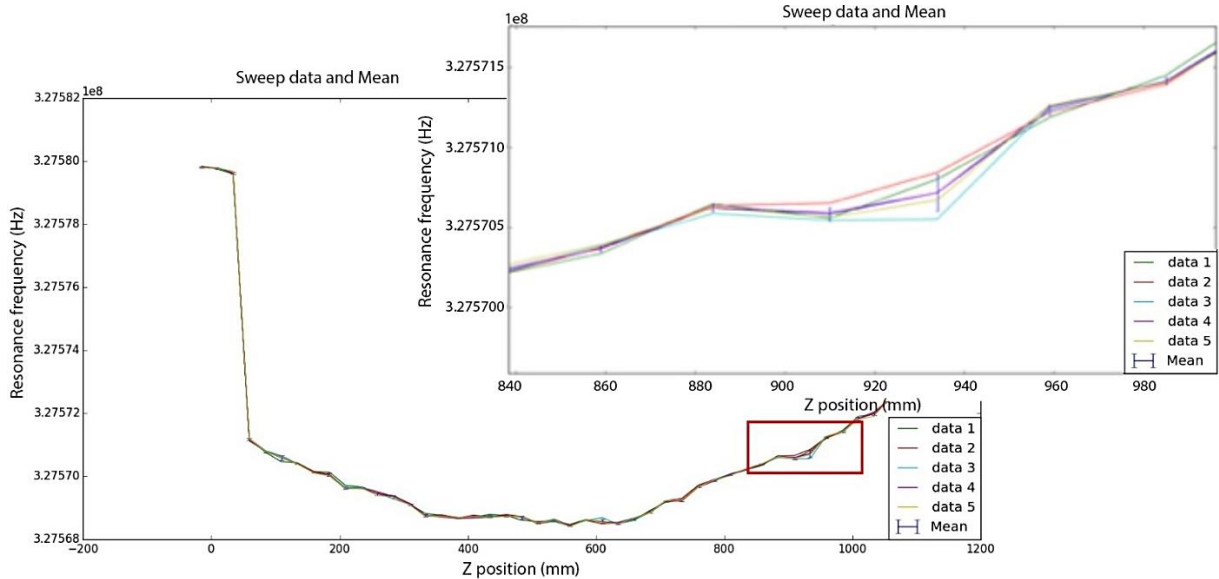 Sweep data and Mean
1e8
3.275715
3.275710
3.275705
3.275700
Resonance frequency (Hz)
840 860 880 900 920 940 960 980
Z position (mm)
data 1
data 2
data 3
data 4
data 5
Mean
Sweep data and Mean
1e8
3.27582
3.27580
3.27578
3.27576
3.27574
3.27572
3.27570
3.27568
Resonance frequency (Hz)
−200 0 200 400 600 800 1000 1200
Z position (mm)
data 1
data 2
data 3
data 4
data 5
Mean